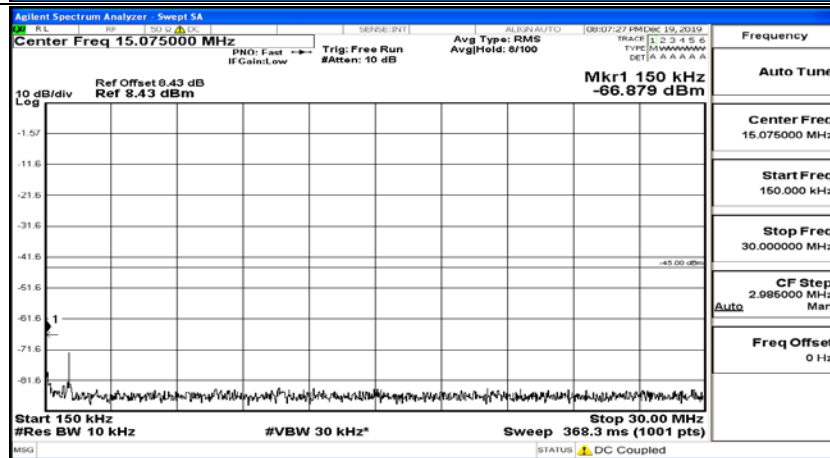 Agilent Spectrum Analyzer - Swept SA
RL RF 50 Ω DC SENSE:INT ALIGN AUTO 08:07:27 PM Dec 19, 2019
Center Freq 15.075000 MHz
PNO: Fast
IFGain:Low
Trig: Free Run
#Atten: 10 dB
Avg Type: RMS
Avg|Hold: 8/100
TRACE 1 2 3 4 5 6
TYPE MWWWWW
DET A A A A A A
Frequency
Mkr1 150 kHz
-66.879 dBm
Ref Offset 8.43 dB
Ref 8.43 dBm
10 dB/div
Log
-1.57
-11.6
-21.6
-31.6
-41.6
-51.6
-61.6
-71.6
-81.6
-45.00 dBm
1
Start 150 kHz
Stop 30.00 MHz
#Res BW 10 kHz
#VBW 30 kHz*
Sweep 368.3 ms (1001 pts)
Auto Tune
Center Freq
15.075000 MHz
Start Freq
150.000 kHz
Stop Freq
30.000000 MHz
CF Step
2.985000 MHz
Auto Man
Freq Offset
0 Hz
MSG
STATUS DC Coupled